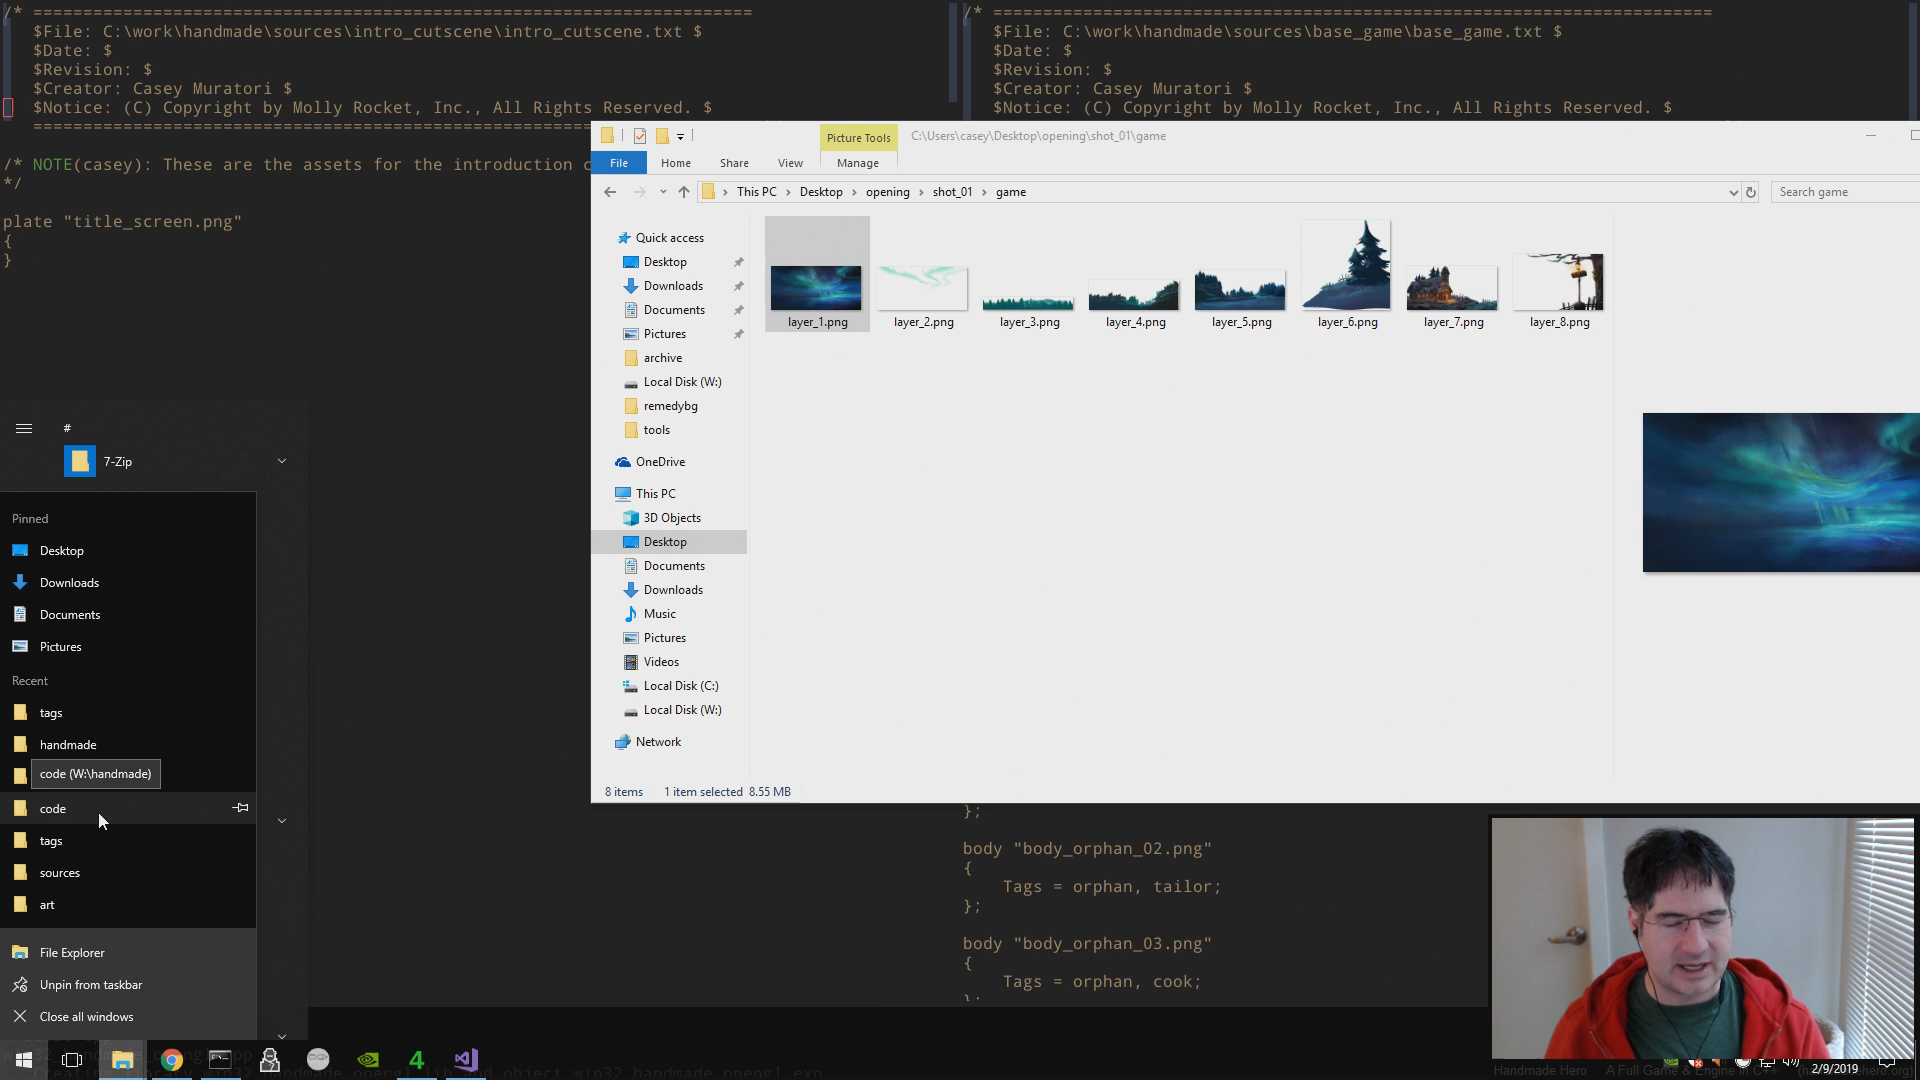 /* ========================================================================
$File: C:\work\handmade\sources\intro_cutscene\intro_cutscene.txt $
$Date: $
$Revision: $
$Creator: Casey Muratori $
$Notice: (C) Copyright by Molly Rocket, Inc., All Rights Reserved. $
/* NOTE(casey): These are the assets for the introduction
*/
plate "title_screen.png"
{
}
/* ========================================================================
$File: C:\work\handmade\sources\base_game\base_game.txt $
$Date: $
$Revision: $
$Creator: Casey Muratori $
$Notice: (C) Copyright by Molly Rocket, Inc., All Rights Reserved. $
Picture Tools
C:\Users\casey\Desktop\opening\shot_01\game
File Home Share View Manage
This PC > Desktop > opening > shot_01 > game
Search game
Quick access
Desktop
Downloads
Documents
Pictures
archive
Local Disk (W:)
remedybg
tools
OneDrive
This PC
3D Objects
Desktop
Documents
Downloads
Music
Pictures
Videos
Local Disk (C:)
Local Disk (W:)
Network
layer_1.png
layer_2.png
layer_3.png
layer_4.png
layer_5.png
layer_6.png
layer_7.png
layer_8.png
8 items 1 item selected 8.55 MB
#
7-Zip
Pinned
Desktop
Downloads
Documents
Pictures
Recent
tags
handmade
code (W:\handmade)
code
tags
sources
art
File Explorer
Unpin from taskbar
Close all windows
};
body "body_orphan_02.png"
{
Tags = orphan, tailor;
};
body "body_orphan_03.png"
{
Tags = orphan, cook;
4
2/9/2019
Handmade Hero A Full Game & Engine In C++